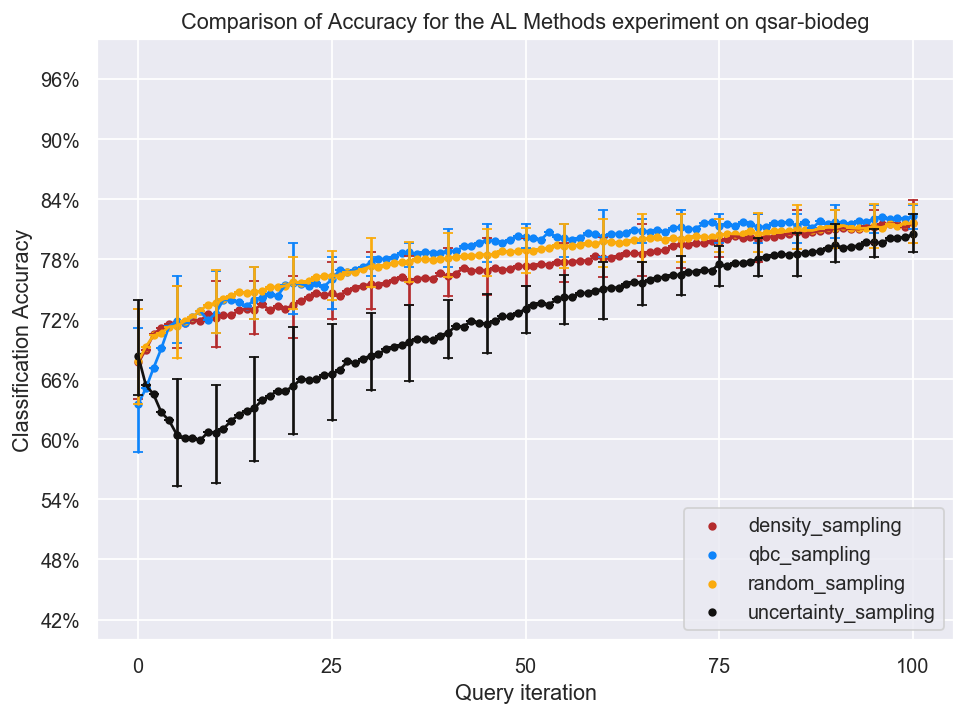 Comparison of Accuracy for the AL Methods experiment on qsar-biodeg
96%
90%
84%
78%
72%
66%
60%
54%
48%
42%
Classification Accuracy
density_sampling
qbc_sampling
random_sampling
uncertainty_sampling
0
25
50
75
100
Query iteration